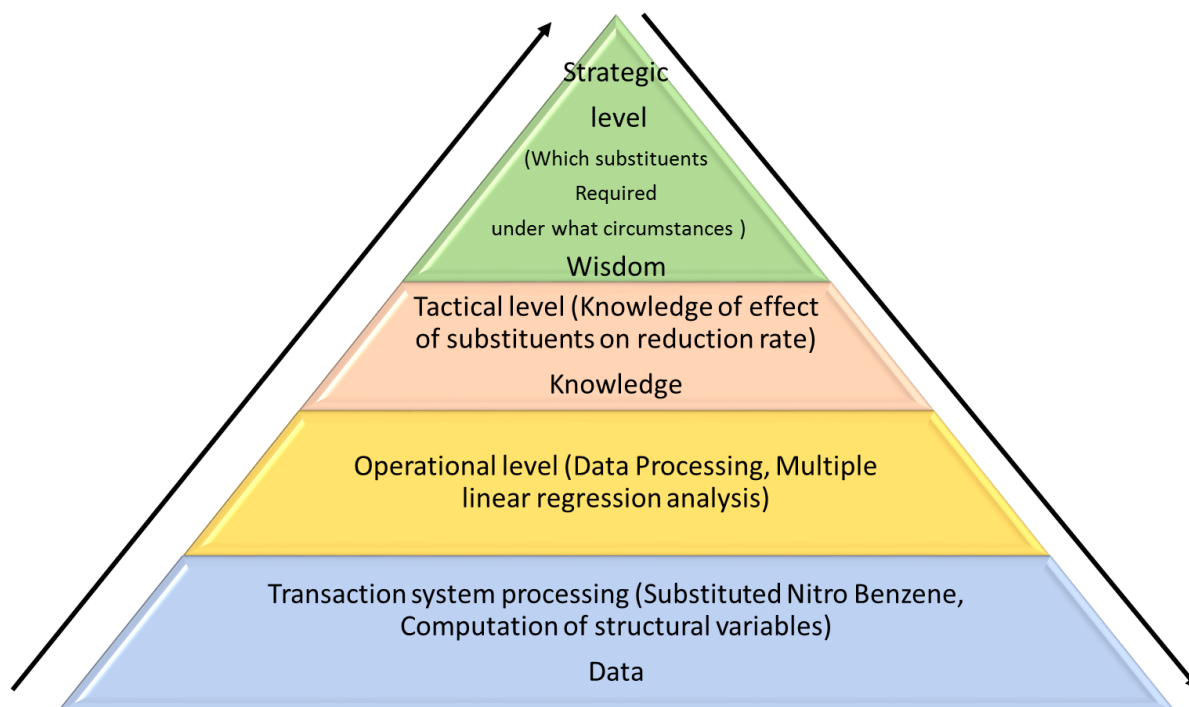 Strategic
level
(Which substituents
Required
under what circumstances )
Wisdom
Tactical level (Knowledge of effect
of substituents on reduction rate)
Knowledge
Operational level (Data Processing, Multiple
linear regression analysis)
Transaction system processing (Substituted Nitro Benzene,
Computation of structural variables)
Data